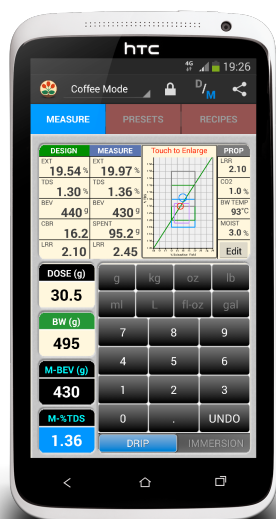 hTC
4G 19:26
Coffee Mode D/M
MEASURE PRESETS RECIPES
DESIGN MEASURE Touch to Enlarge PROP
EXT 19.54 % EXT 19.97 % LRR 2.10
TDS 1.30 % TDS 1.36 % CO2 1.0 %
BEV 440 g BEV 430 g BW TEMP 93°C
CBR 16.2 SPENT 95.2 g MOIST 3.0 %
LRR 2.10 LRR 2.45 Edit
DOSE (g) g kg oz lb
30.5 ml L fl-oz gal
BW (g) 7 8 9
495 4 5 6
M-BEV (g) 1 2 3
430
M-%TDS 0 . UNDO
1.36 DRIP IMMERSION